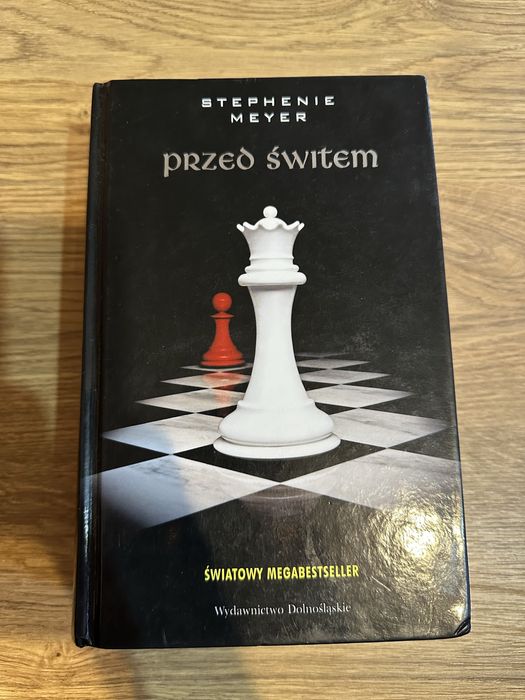 STEPHENIE
MEYER
PRZED ŚWITEM
ŚWIATOWY MEGABESTSELLER
Wydawnictwo Dolnośląskie